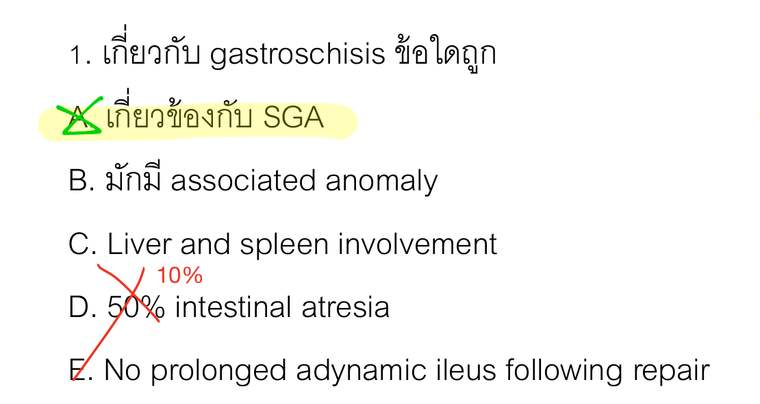 1. เกี่ยวกับ gastroschisis ข้อใดถูก
A. เกี่ยวข้องกับ SGA
B. มักมี associated anomaly
C. Liver and spleen involvement
10%
D. 50% intestinal atresia
E. No prolonged adynamic ileus following repair